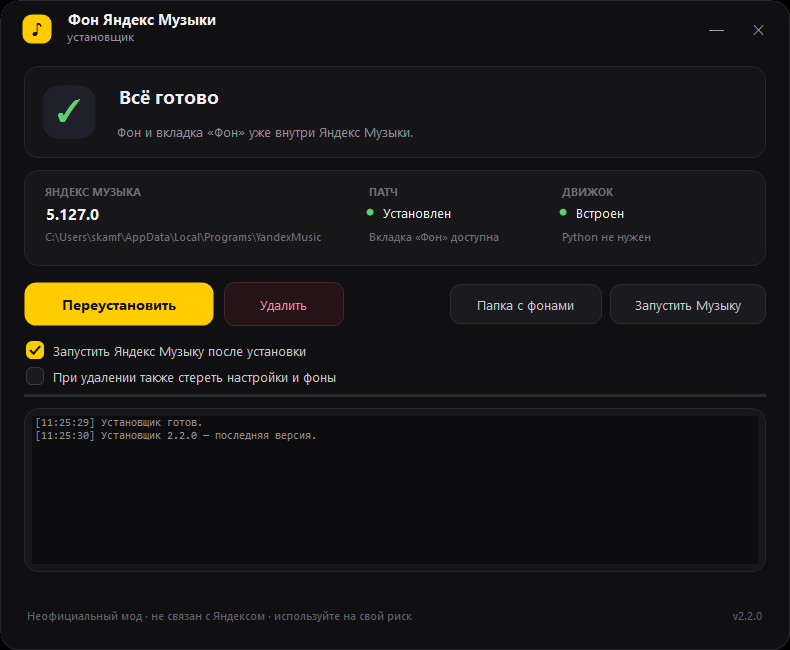 Фон Яндекс Музыки
установщик
Всё готово
Фон и вкладка «Фон» уже внутри Яндекс Музыки.
ЯНДЕКС МУЗЫКА
5.127.0
C:\Users\skamf\AppData\Local\Programs\YandexMusic
ПАТЧ
Установлен
Вкладка «Фон» доступна
ДВИЖОК
Встроен
Python не нужен
Переустановить
Удалить
Папка с фонами
Запустить Музыку
Запустить Яндекс Музыку после установки
При удалении также стереть настройки и фоны
[11:25:29] Установщик готов.
[11:25:30] Установщик 2.2.0 — последняя версия.
Неофициальный мод · не связан с Яндексом · используйте на свой риск
v2.2.0